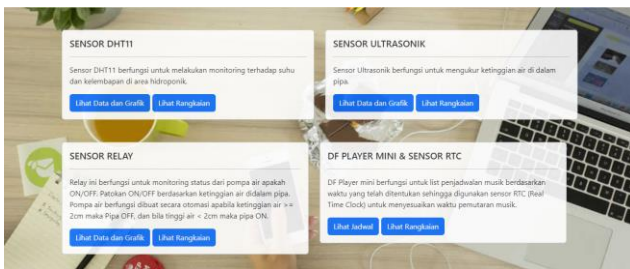 SENSOR DHT11
Sensor DHT11 berfungsi untuk melakukan monitoring terhadap suhu
dan kelembapan di area hidroponik.
Lihat Data dan Grafik Lihat Rangkaian
SENSOR ULTRASONIK
Sensor Ultrasonik berfungsi untuk mengukur ketinggian air di dalam
pipa.
Lihat Data dan Grafik Lihat Rangkaian
SENSOR RELAY
Relay ini berfungsi untuk monitoring status dari pompa air apakah
ON/OFF. Patokan ON/OFF berdasarkan ketinggian air didalam pipa.
Pompa air berfungsi dibuat secara otomasi apabila ketinggian air >=
2cm maka Pipa OFF, dan bila tinggi air < 2cm maka pipa ON.
Lihat Data dan Grafik Lihat Rangkaian
DF PLAYER MINI & SENSOR RTC
DF Player mini berfungsi untuk list penjadwalan musik berdasarkan
waktu yang telah ditentukan sehingga digunakan sensor RTC (Real
Time Clock) untuk menyesuaikan waktu pemutaran musik.
Lihat Jadwal Lihat Rangkaian